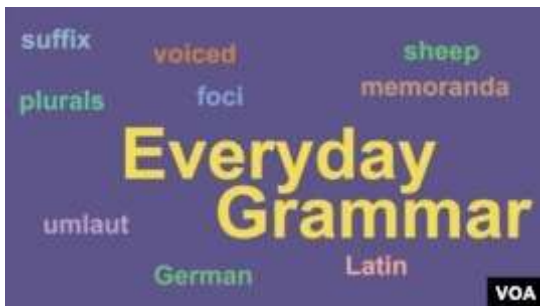 suffix
voiced
sheep
plurals
foci
memoranda
Everyday
Grammar
umlaut
German
Latin
VOA